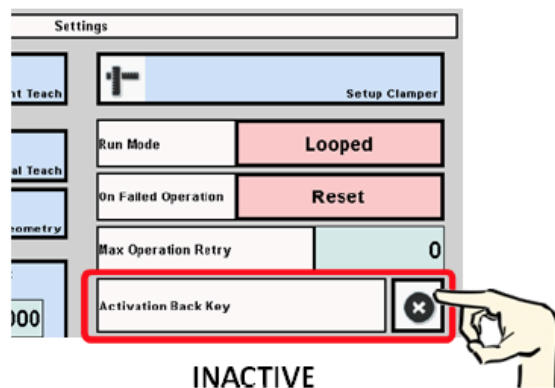 Settings
nt Teach
Setup Clamper
Run Mode
Looped
al Teach
On Failed Operation
Reset
eometry
Max Operation Retry
0
000
Activation Back Key
INACTIVE